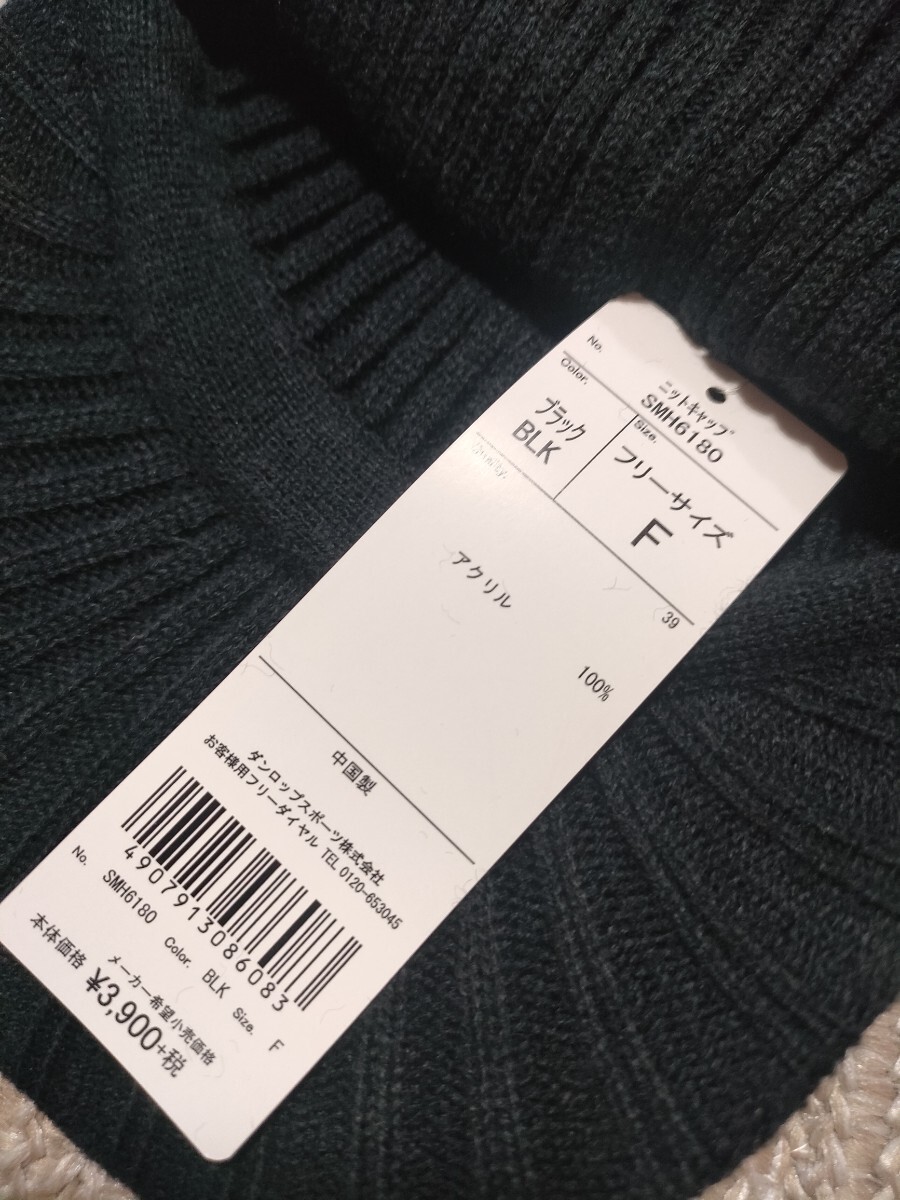 No.
ニットキャップ
SMH6180
Color.
Size.
ブラック
フリーサイズ
BLK
F
Quality.
39
アクリル
100%
中国製
ダンロップスポーツ株式会社
お客様用フリーダイヤル TEL 0120-653045
4907913086083
No. SMH6180 Color. BLK Size. F
メーカー希望小売価格
本体価格 ¥3,900+税